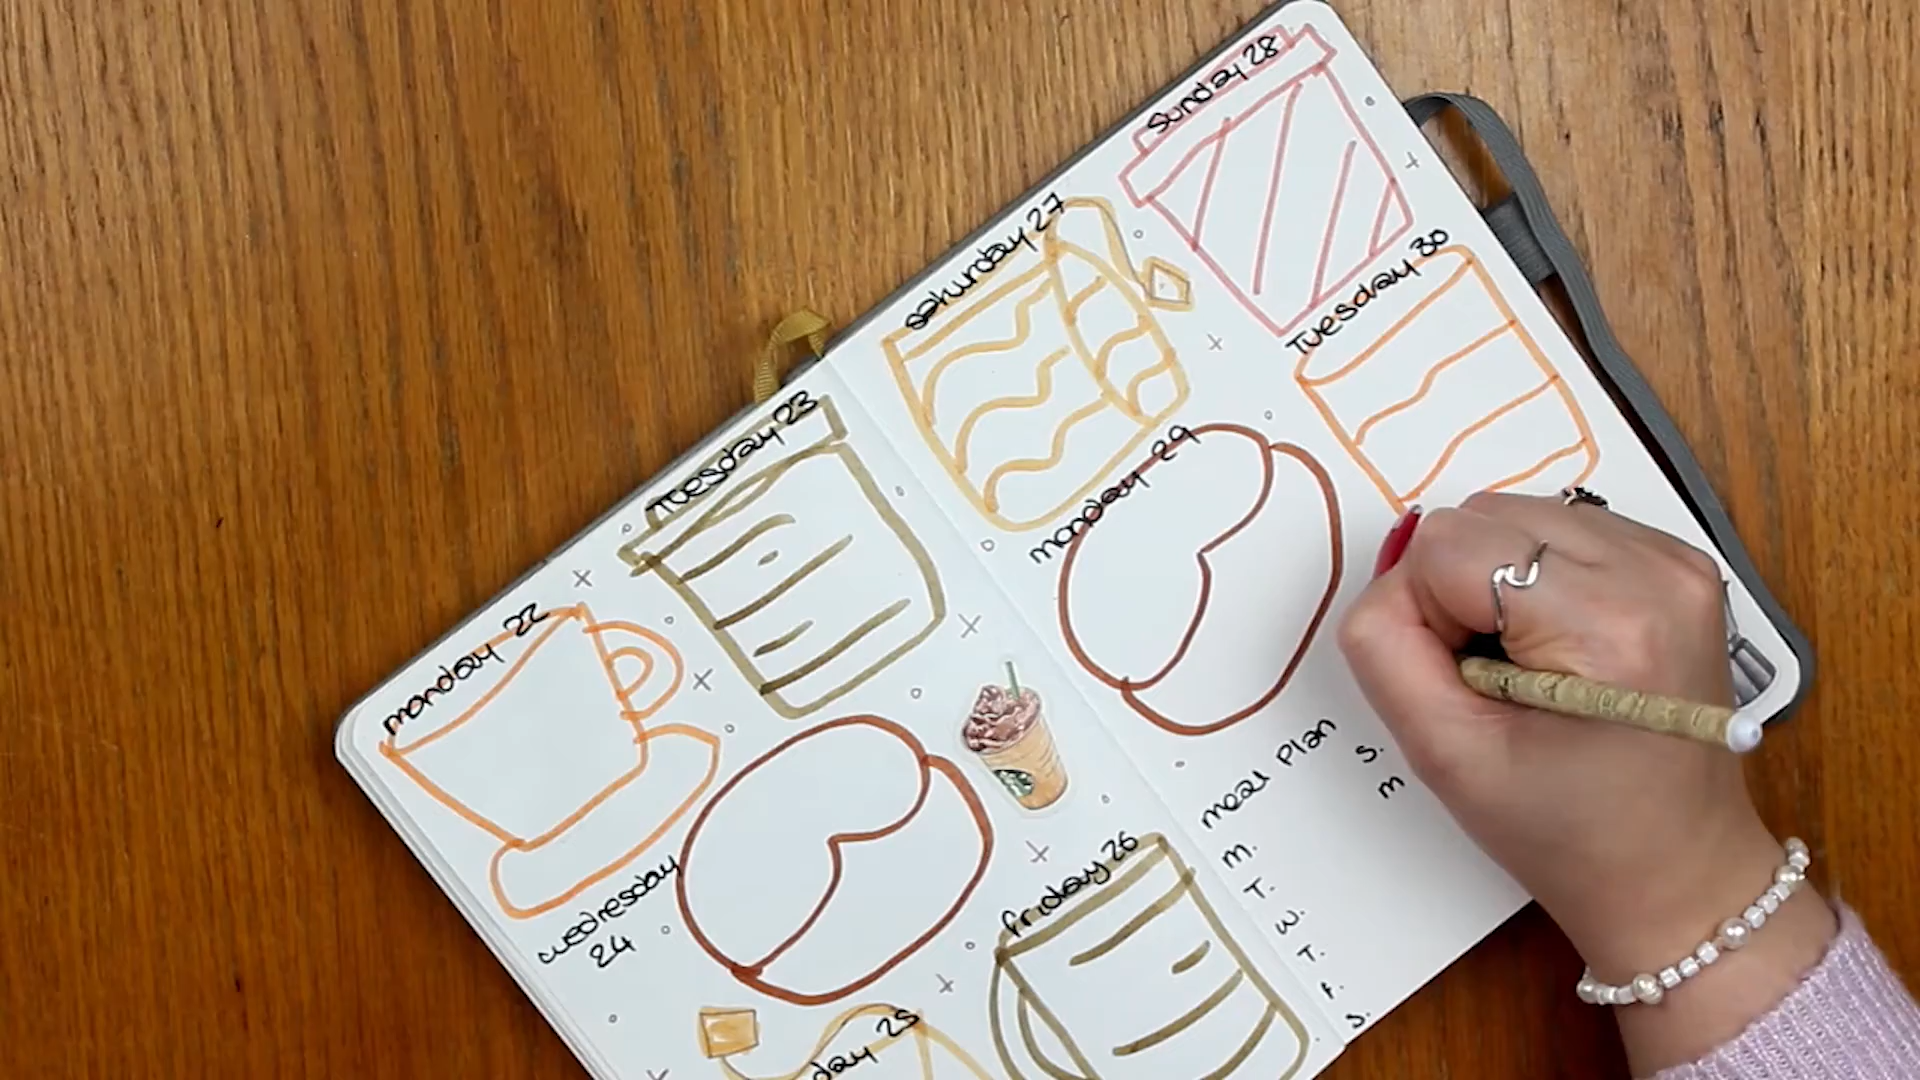 monday 22
Tuesday 23
wednesday
24
day 25
friday 26
saturday 27
sunday 28
monday 29
Tuesday 30
meal plan
m.
T.
w.
T.
f.
s.
s.
m